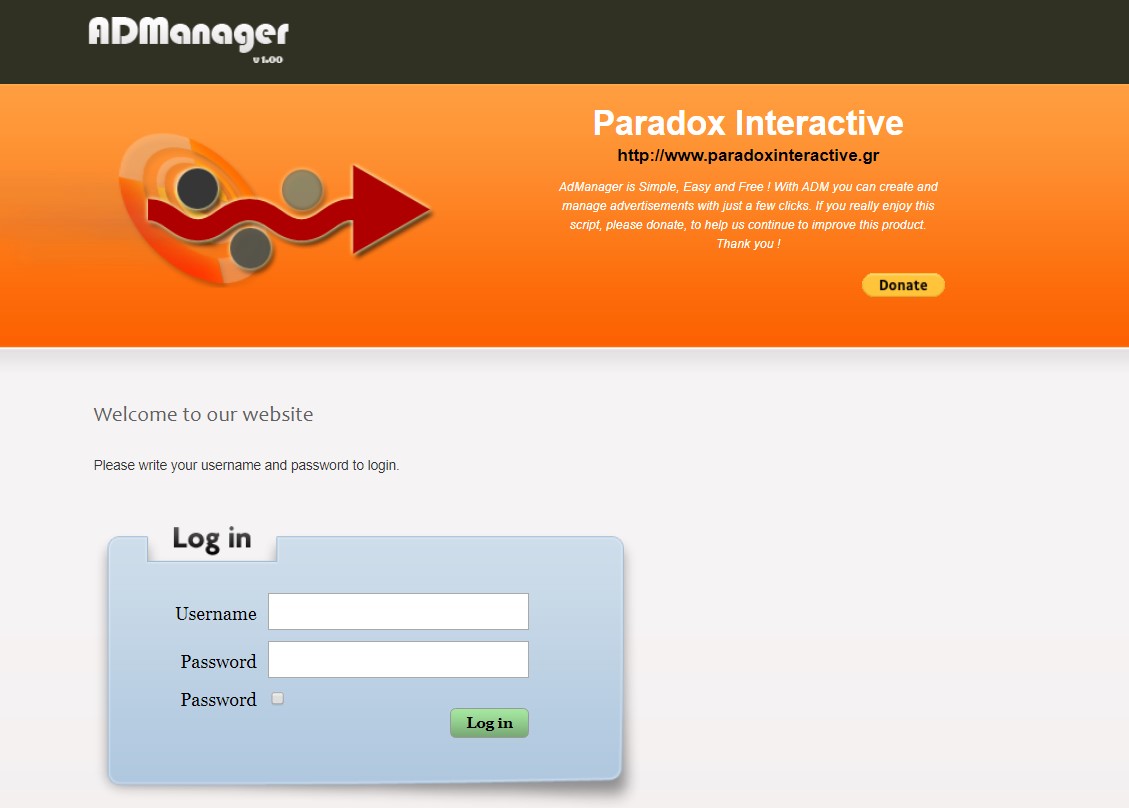 ADManager
v 1.00
Paradox Interactive
http://www.paradoxinteractive.gr
AdManager is Simple, Easy and Free ! With ADM you can create and
manage advertisements with just a few clicks. If you really enjoy this
script, please donate, to help us continue to improve this product.
Thank you !
Donate
Welcome to our website
Please write your username and password to login.
Log in
Username
Password
Password
Log in